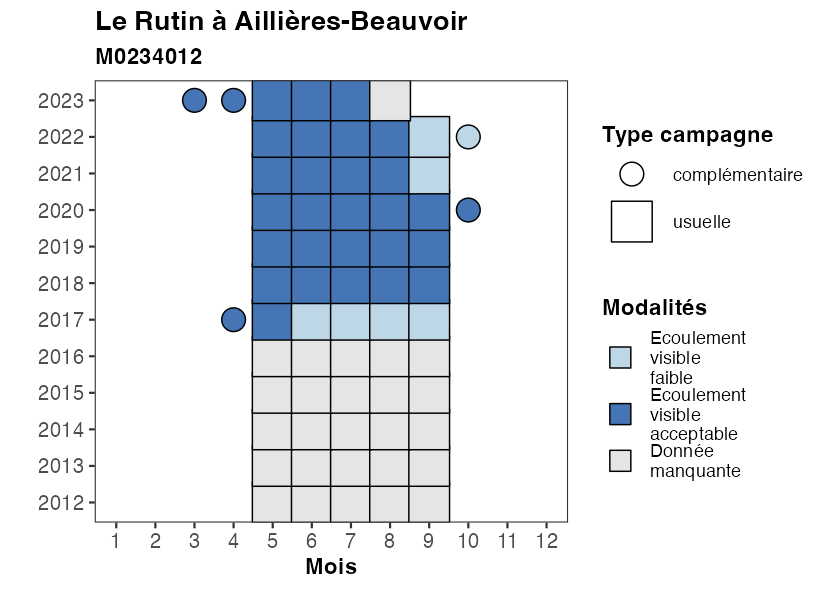 Le Rutin à Aillières-Beauvoir
M0234012
2023
2022
2021
2020
2019
2018
2017
2016
2015
2014
2013
2012
1 2 3 4 5 6 7 8 9 10 11 12
Mois
Type campagne
complémentaire
usuelle
Modalités
Ecoulement
visible
faible
Ecoulement
visible
acceptable
Donnée
manquante